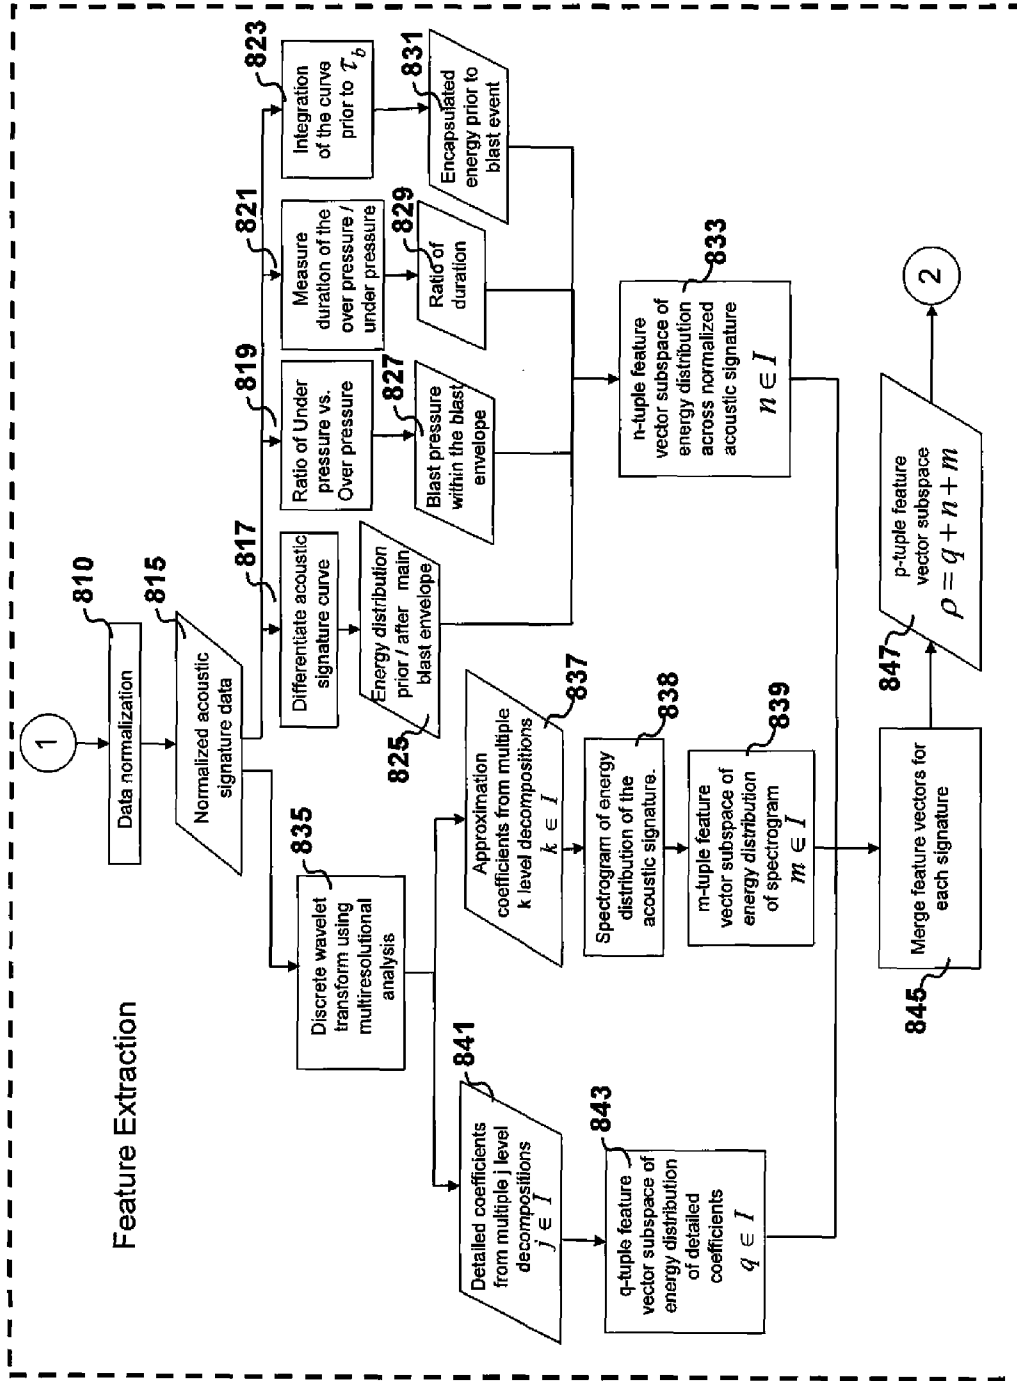 Feature Extraction
1
810
Data normalization
815
Normalized acoustic
signature data
817
Differentiate acoustic
signature curve
819
Ratio of Under
pressure vs.
Over pressure
821
Measure
duration of the
over pressure /
under pressure
823
Integration
of the curve
prior to τb
825
Energy distribution
prior / after main
blast envelope
827
Blast pressure
within the blast
envelope
829
Ratio of
duration
831
Encapsulated
energy prior to
blast event
833
n-tuple feature
vector subspace of
energy distribution
across normalized
acoustic signature
n ∈ I
835
Discrete wavelet
transform using
multiresolutional
analysis
837
Approximation
coefficients from multiple
k level decompositions
k ∈ I
838
Spectrogram of energy
distribution of the
acoustic signature.
839
m-tuple feature
vector subspace of
energy distribution
of spectrogram
m ∈ I
841
Detailed coefficients
from multiple j level
decompositions
j ∈ I
843
q-tuple feature
vector subspace of
energy distribution
of detailed
coefficients
q ∈ I
845
Merge feature vectors for
each signature
847
p-tuple feature
vector subspace
ρ = q + n + m
2